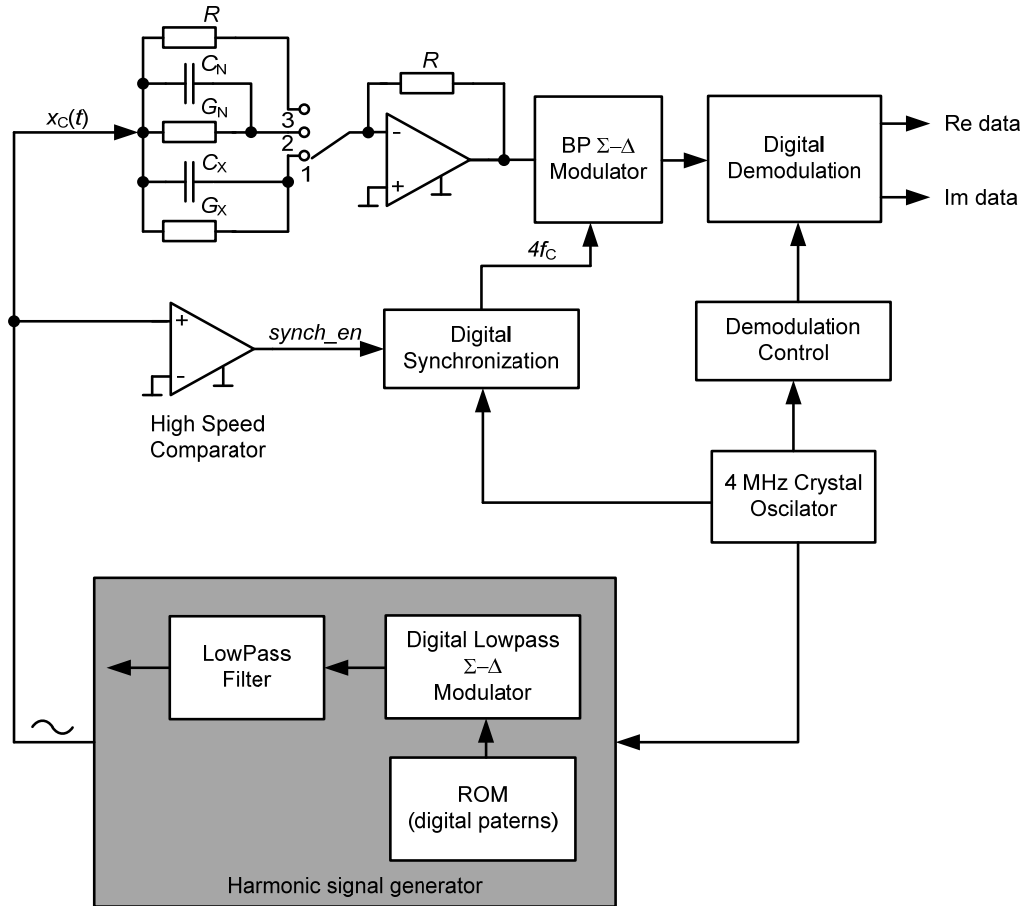 R
C_N
G_N
x_C(t)
C_X
G_X
3
2
1
R
-
+
BP Σ–Δ
Modulator
Digital
Demodulation
Re data
Im data
4f_C
+
-
synch_en
High Speed
Comparator
Digital
Synchronization
Demodulation
Control
4 MHz Crystal
Oscilator
LowPass
Filter
Digital Lowpass
Σ–Δ
Modulator
ROM
(digital paterns)
Harmonic signal generator